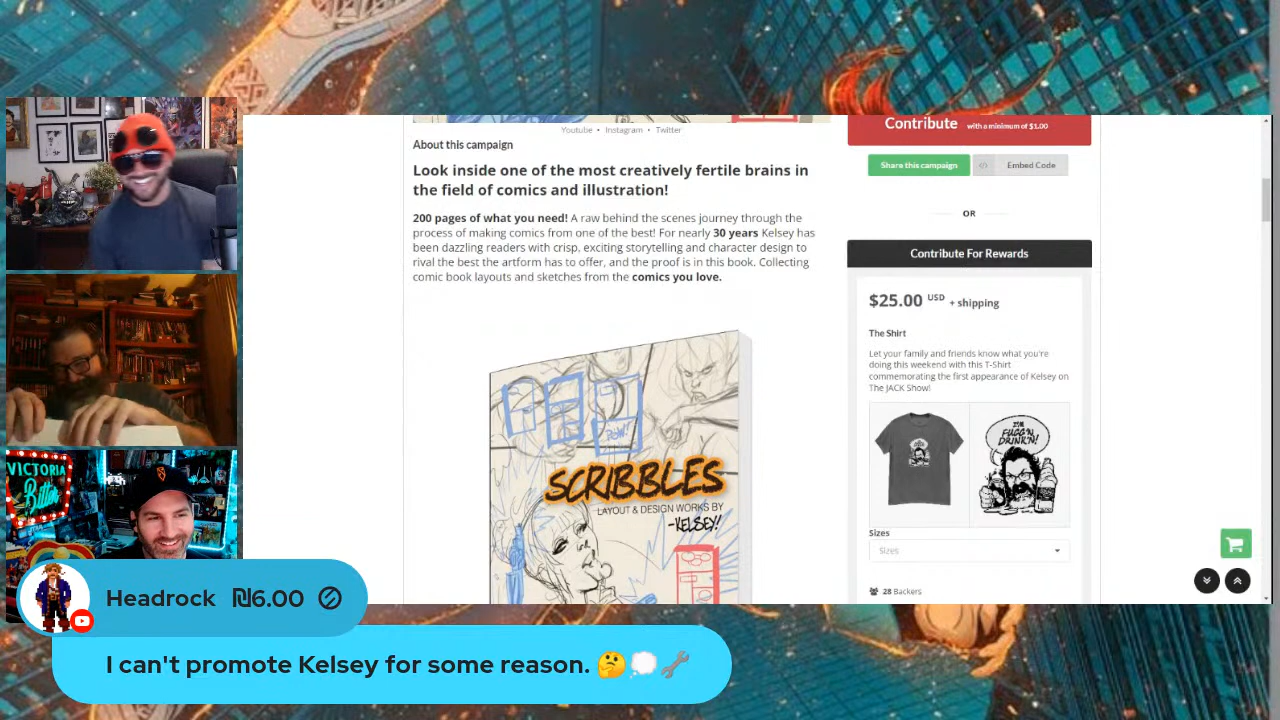 Youtube • Instagram • Twitter
About this campaign
Look inside one of the most creatively fertile brains in
the field of comics and illustration!
200 pages of what you need! A raw behind the scenes journey through the
process of making comics from one of the best! For nearly 30 years Kelsey has
been dazzling readers with crisp, exciting storytelling and character design to
rival the best the artform has to offer, and the proof is in this book. Collecting
comic book layouts and sketches from the comics you love.
POW!
SCRIBBLES
LAYOUT & DESIGN WORKS BY
-KELSEY!
Contribute with a minimum of $1.00
Share this campaign </> Embed Code
OR
Contribute For Rewards
$25.00 USD + shipping
The Shirt
Let your family and friends know what you're
doing this weekend with this T-Shirt
commemorating the first appearance of Kelsey on
The JACK Show!
I'M
FUGG'N
DRINK'N!
Sizes
Sizes
28 Backers
VICTORIA
Bitter
Headrock ₪6.00
I can't promote Kelsey for some reason. 🤔💭🔧